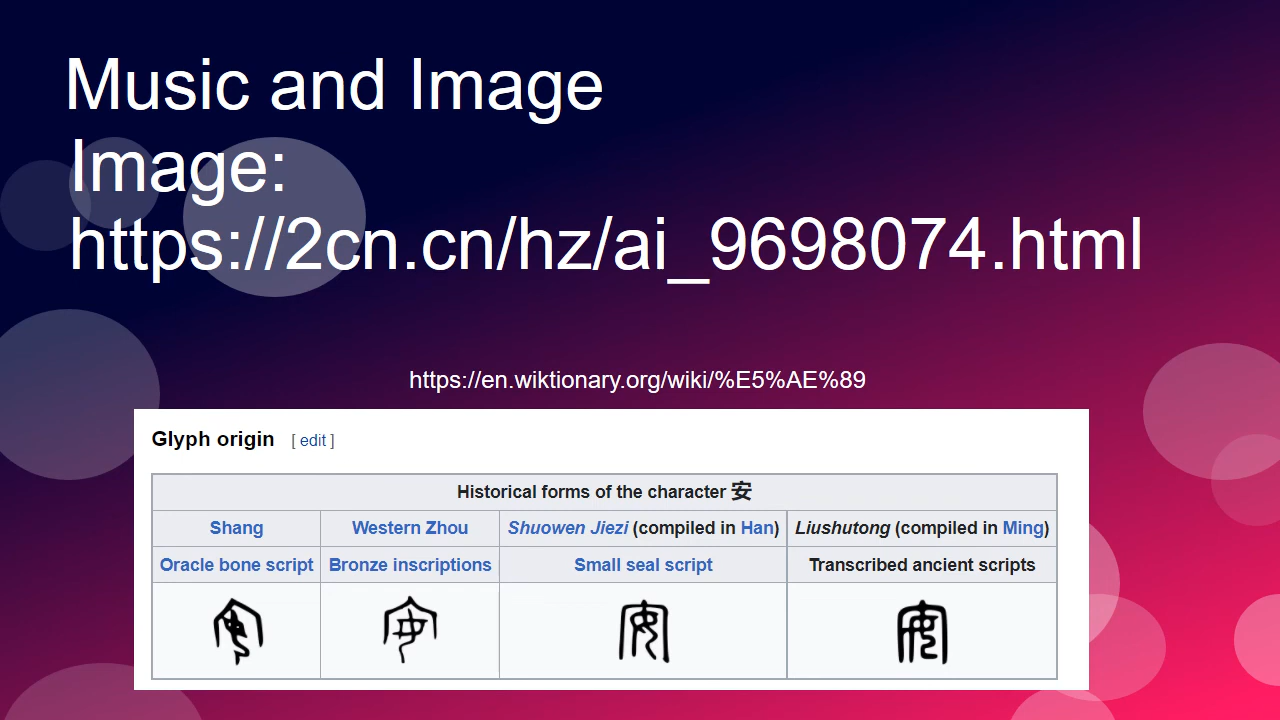 Music and Image
Image:
https://2cn.cn/hz/ai_9698074.html
https://en.wiktionary.org/wiki/%E5%AE%89
Glyph origin [ edit ]
Historical forms of the character 安
Shang Western Zhou Shuowen Jiezi (compiled in Han) Liushutong (compiled in Ming)
Oracle bone script Bronze inscriptions Small seal script Transcribed ancient scripts